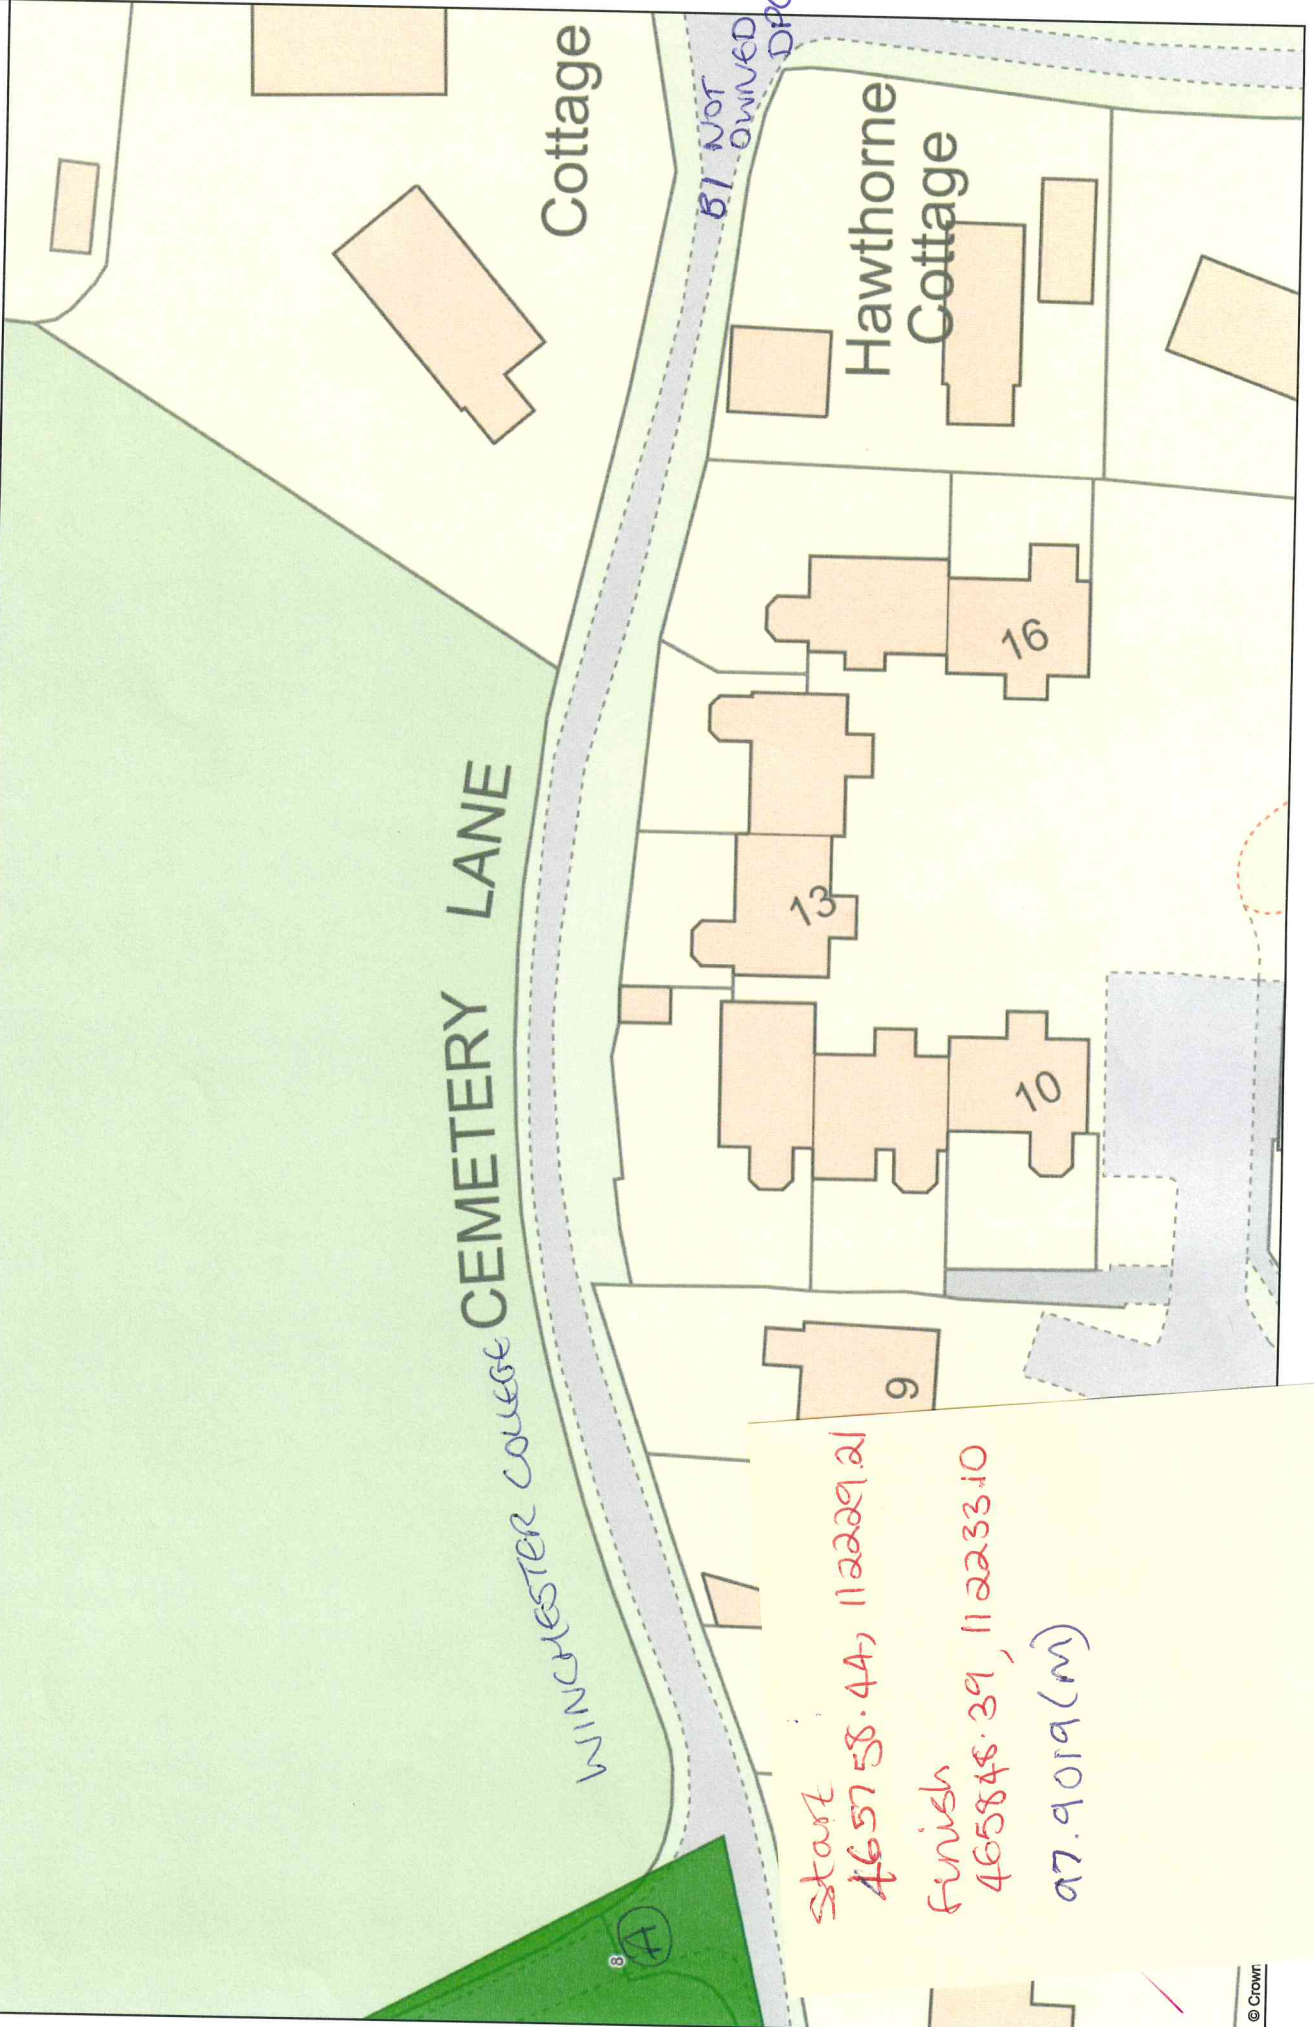 Cottage
B1 NOT
OWNED
Hawthorne
Cottage
CEMETERY LANE
WINCHESTER COLLEGE
16
13
10
9
8
A
Start
465758.44, 112229.21
finish
465848.39, 112233.10
97.9019(m)
© Crown